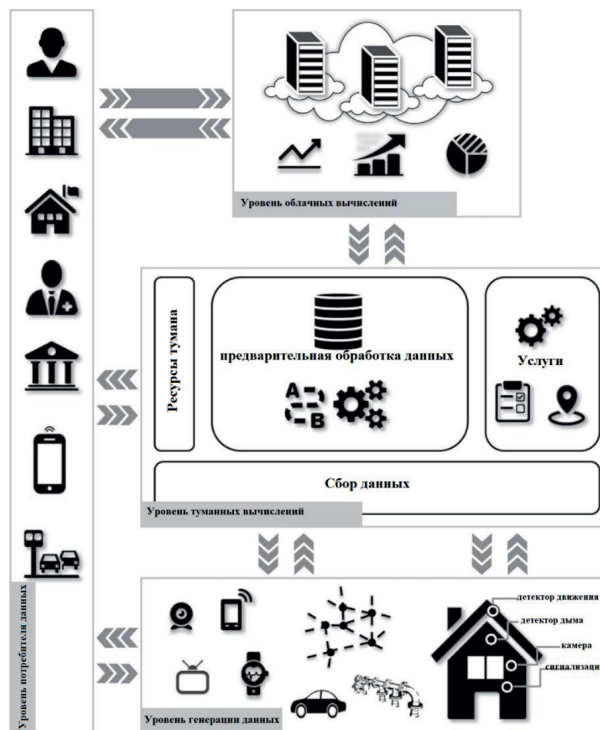 Уровень облачных вычислений
Ресурсы тумана
предварительная обработка данных
A
B
Услуги
Сбор данных
Уровень туманных вычислений
детектор движения
детектор дыма
камера
сигнализаци
Уровень генерации данных
Уровень потребителя данных